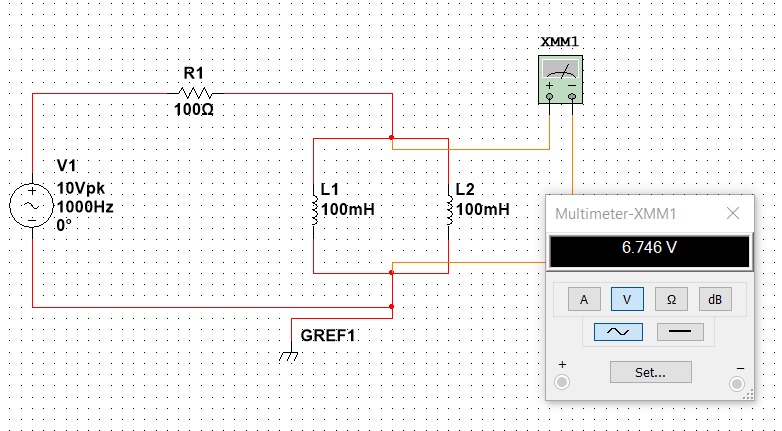 XMM1
R1
100Ω
+ −
V1
10Vpk
1000Hz
0°
+
−
L1
100mH
L2
100mH
GREF1
Multimeter-XMM1
6.746 V
A V Ω dB
+ Set... −